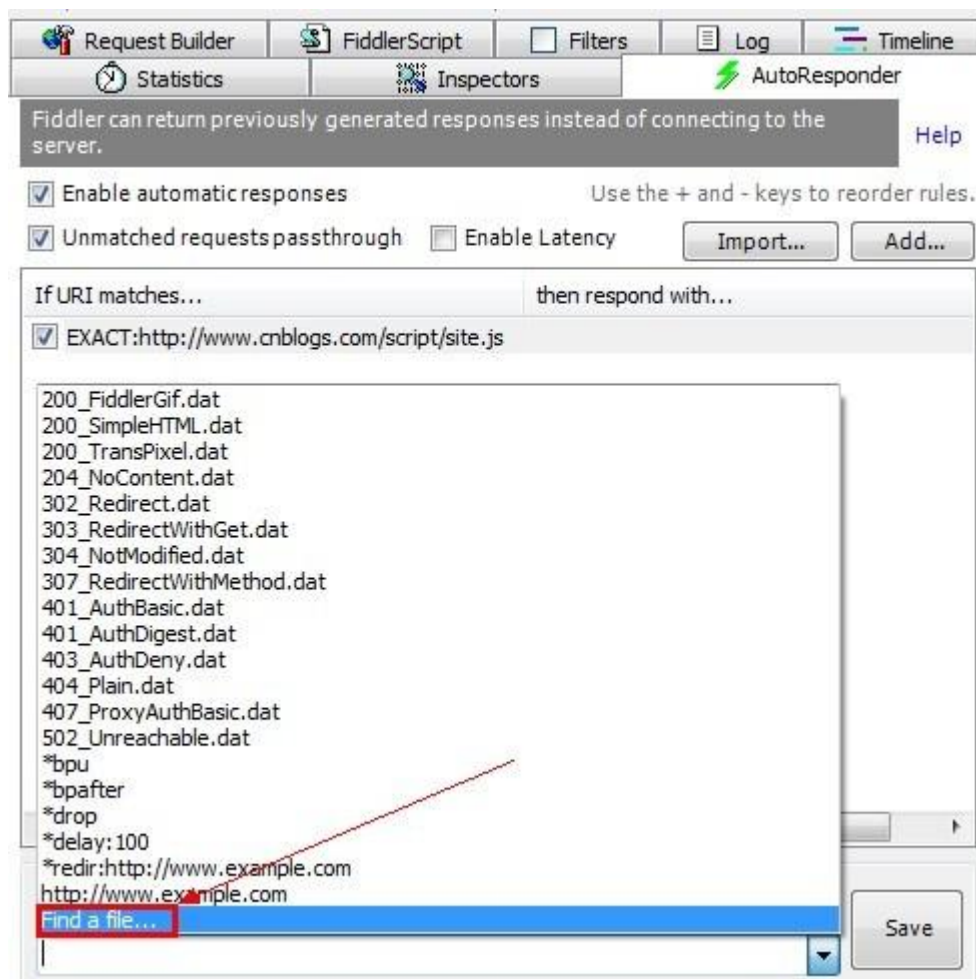 Request Builder FiddlerScript Filters Log Timeline
Statistics Inspectors AutoResponder
Fiddler can return previously generated responses instead of connecting to the
server.
Help
Enable automatic responses Use the + and - keys to reorder rules.
Unmatched requests passthrough Enable Latency Import... Add...
If URI matches... then respond with...
EXACT:http://www.cnblogs.com/script/site.js
200_FiddlerGif.dat
200_SimpleHTML.dat
200_TransPixel.dat
204_NoContent.dat
302_Redirect.dat
303_RedirectWithGet.dat
304_NotModified.dat
307_RedirectWithMethod.dat
401_AuthBasic.dat
401_AuthDigest.dat
403_AuthDeny.dat
404_Plain.dat
407_ProxyAuthBasic.dat
502_Unreachable.dat
*bpu
*bpafter
*drop
*delay:100
*redir:http://www.example.com
http://www.example.com
Find a file...
Save